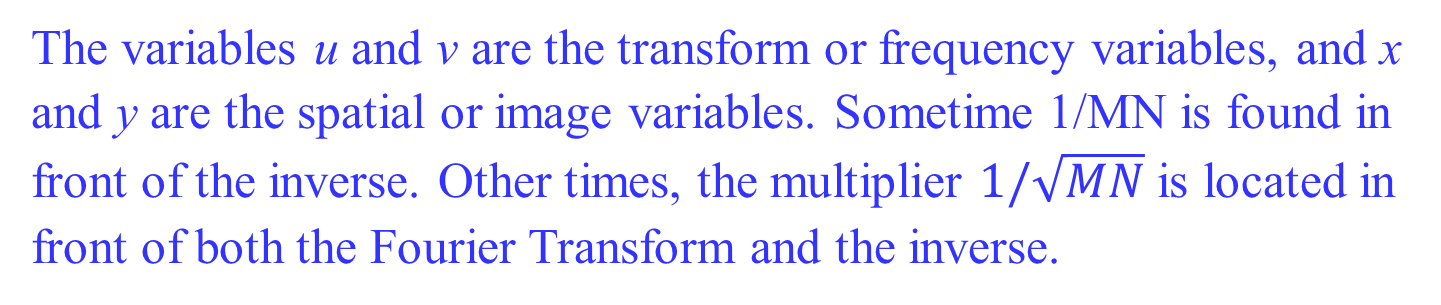 The variables u and v are the transform or frequency variables, and x
and y are the spatial or image variables. Sometime 1/MN is found in
front of the inverse. Other times, the multiplier 1/√MN is located in
front of both the Fourier Transform and the inverse.